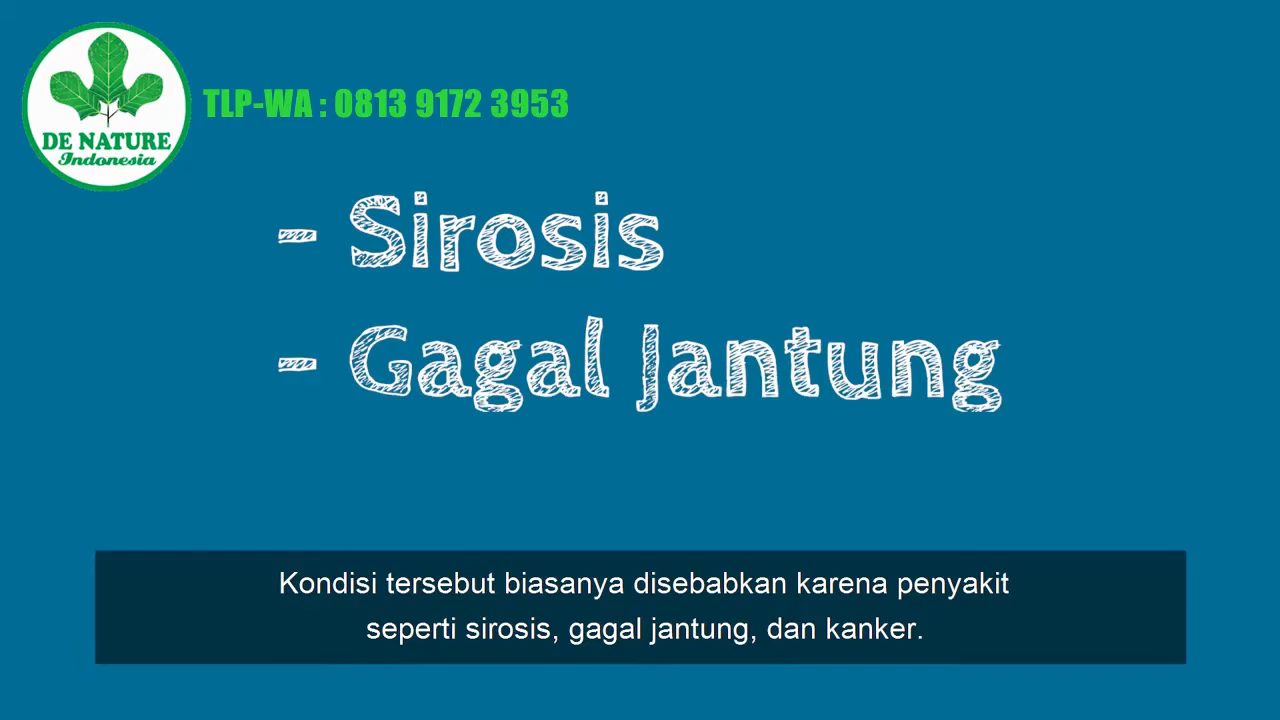 DE NATURE
Indonesia
TLP-WA : 0813 9172 3953
- Sirosis
- Gagal Jantung
Kondisi tersebut biasanya disebabkan karena penyakit
seperti sirosis, gagal jantung, dan kanker.